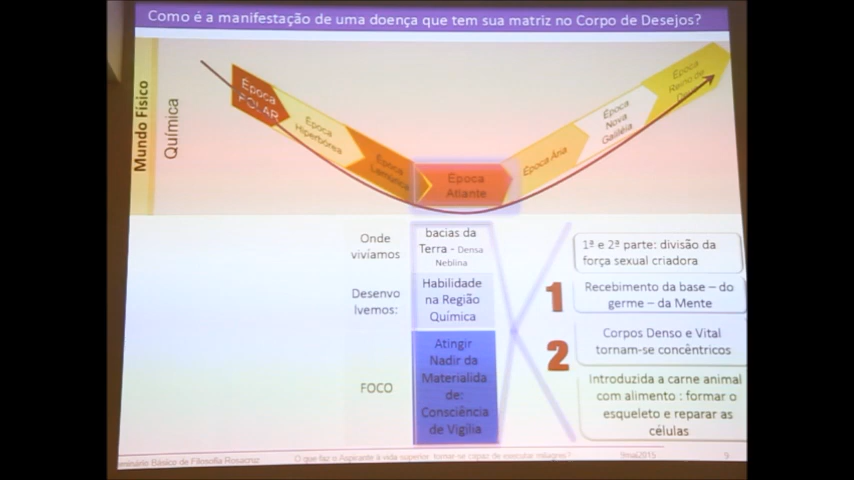 Como é a manifestação de uma doença que tem sua matriz no Corpo de Desejos?
Mundo Físico
Química
Época
POLAR
Época
Hiperbórea
Época
Lemúrica
Época
Atlante
Época Ária
Época
Nova
Galiléia
Época
Reino de
Onde
vivíamos
bacias da
Terra - Densa
Neblina
Desenvo
lvemos:
Habilidade
na Região
Química
FOCO
Atingir
Nadir da
Materialida
de:
Consciência
de Vigília
1ª e 2ª parte: divisão da
força sexual criadora
1
Recebimento da base – do
germe – da Mente
2
Corpos Denso e Vital
tornam-se concêntricos
Introduzida a carne animal
com alimento : formar o
esqueleto e reparar as
células
eminário Básico de Filosofia Rosacruz
O que faz o Aspirante à vida superior tornar-se capaz de executar milagres?
9